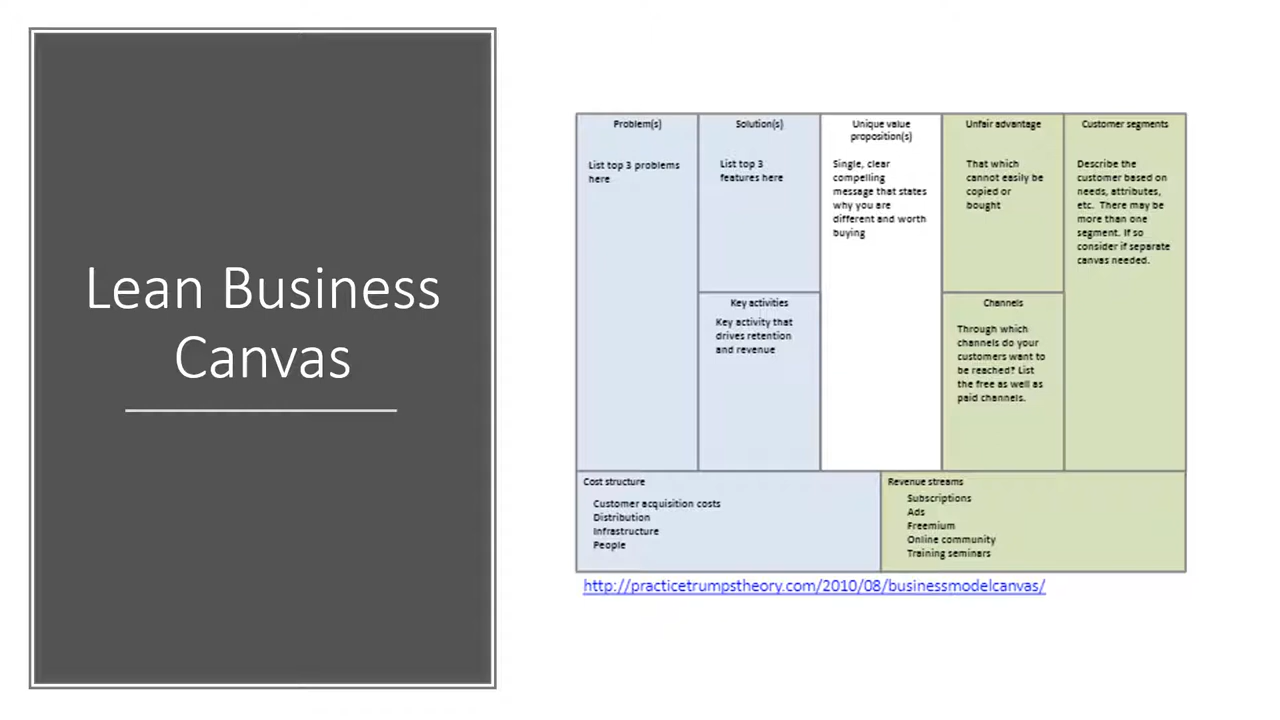 Lean Business
Canvas
Problem(s)
List top 3 problems
here
Solution(s)
List top 3
features here
Key activities
Key activity that
drives retention
and revenue
Unique value
proposition(s)
Single, clear
compelling
message that states
why you are
different and worth
buying
Unfair advantage
That which
cannot easily be
copied or
bought
Channels
Through which
channels do your
customers want to
be reached? List
the free as well as
paid channels.
Customer segments
Describe the
customer based on
needs, attributes,
etc. There may be
more than one
segment. If so
consider if separate
canvas needed.
Cost structure
Customer acquisition costs
Distribution
Infrastructure
People
Revenue streams
Subscriptions
Ads
Freemium
Online community
Training seminars
http://practicetrumpstheory.com/2010/08/businessmodelcanvas/